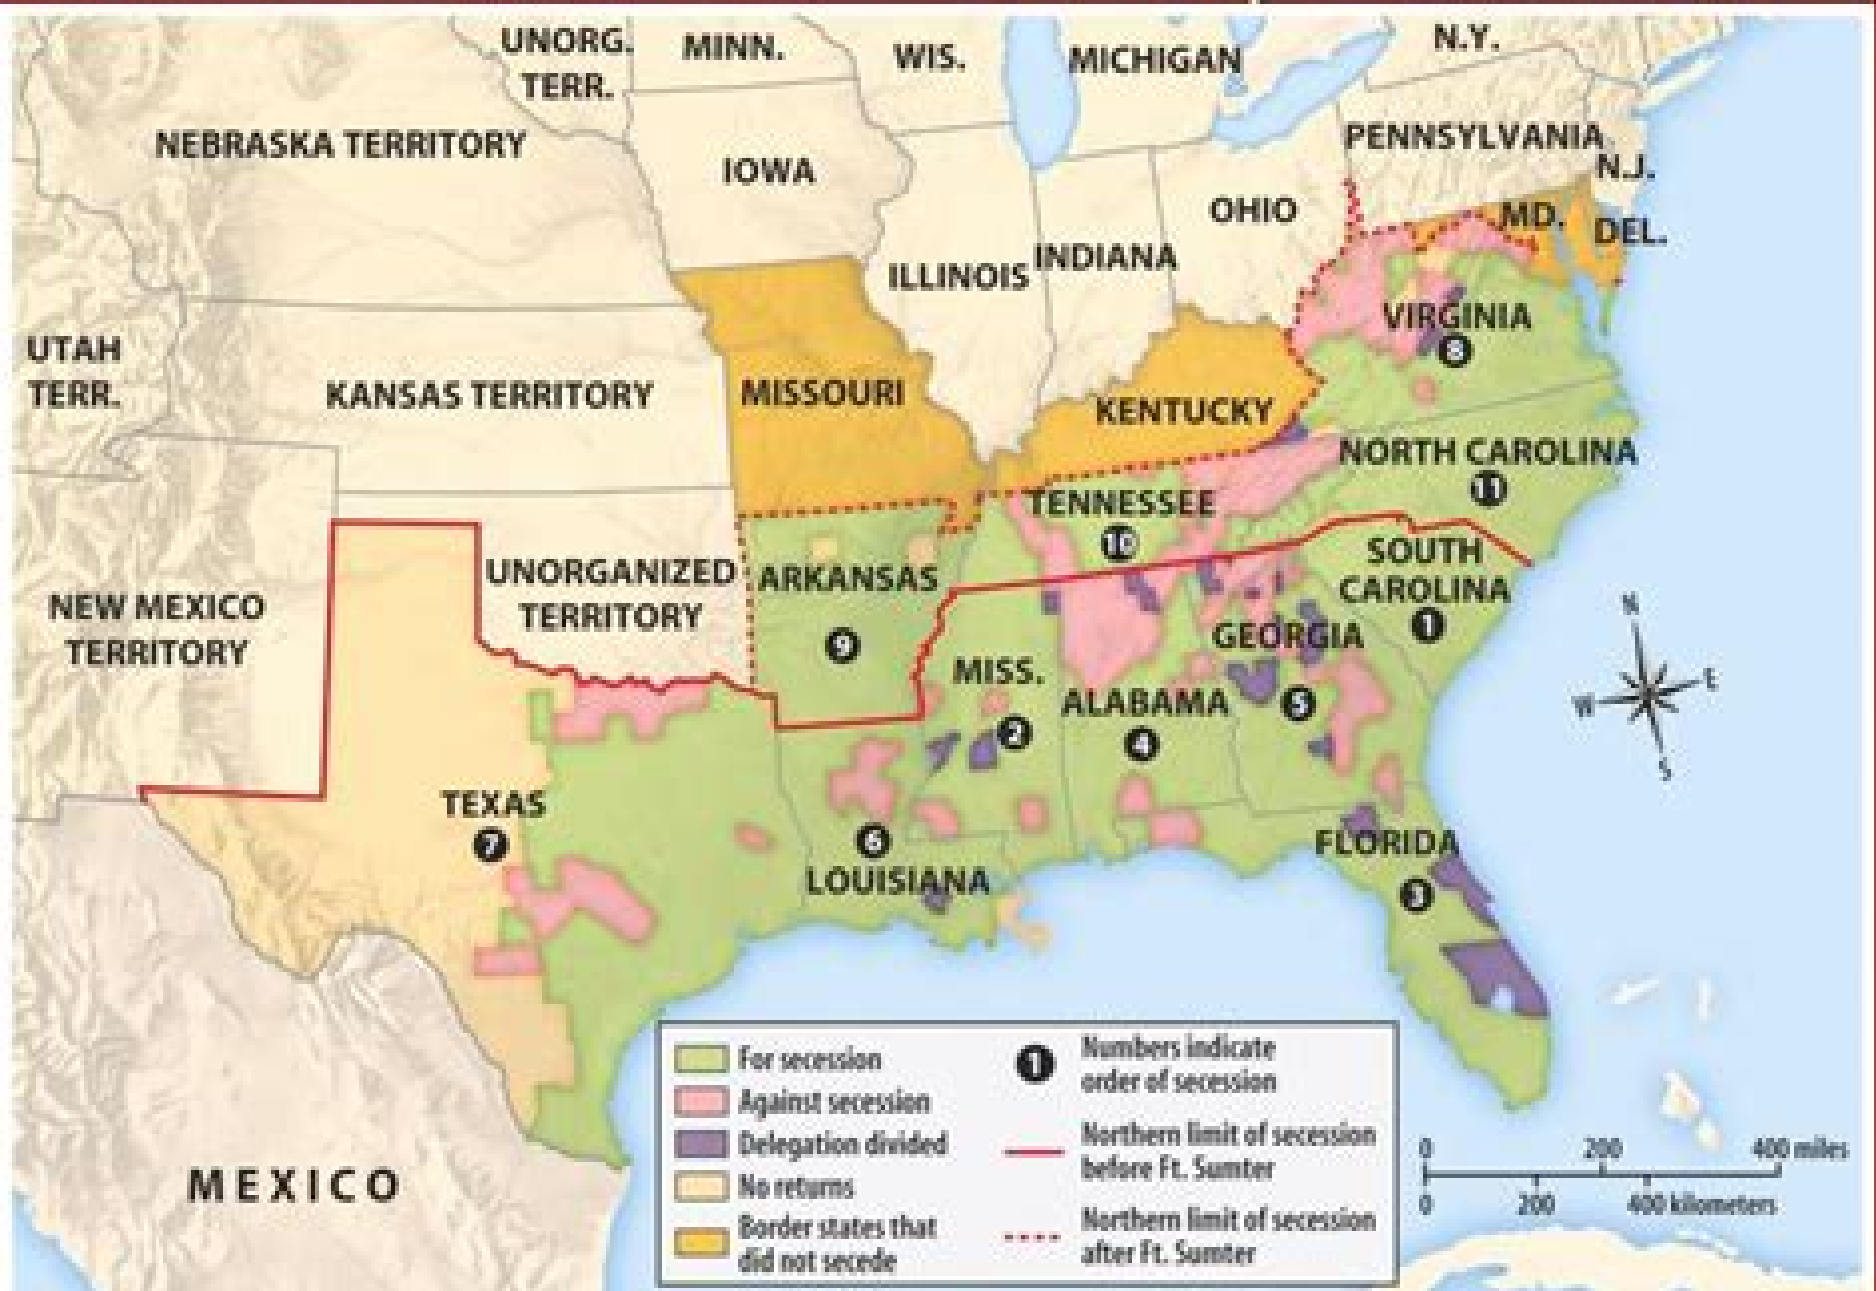 UNORG.
TERR.
MINN.
WIS.
MICHIGAN
N.Y.
NEBRASKA TERRITORY
IOWA
PENNSYLVANIA
N.J.
OHIO
MD.
DEL.
ILLINOIS
INDIANA
VIRGINIA
8
UTAH
TERR.
KANSAS TERRITORY
MISSOURI
KENTUCKY
NORTH CAROLINA
11
TENNESSEE
10
NEW MEXICO
TERRITORY
UNORGANIZED
TERRITORY
ARKANSAS
9
SOUTH
CAROLINA
1
GEORGIA
5
MISS.
2
ALABAMA
4
TEXAS
7
6
LOUISIANA
FLORIDA
3
N
W
E
S
MEXICO
For secession
Against secession
Delegation divided
No returns
Border states that
did not secede
1
Numbers indicate
order of secession
Northern limit of secession
before Ft. Sumter
Northern limit of secession
after Ft. Sumter
0 200 400 miles
0 200 400 kilometers